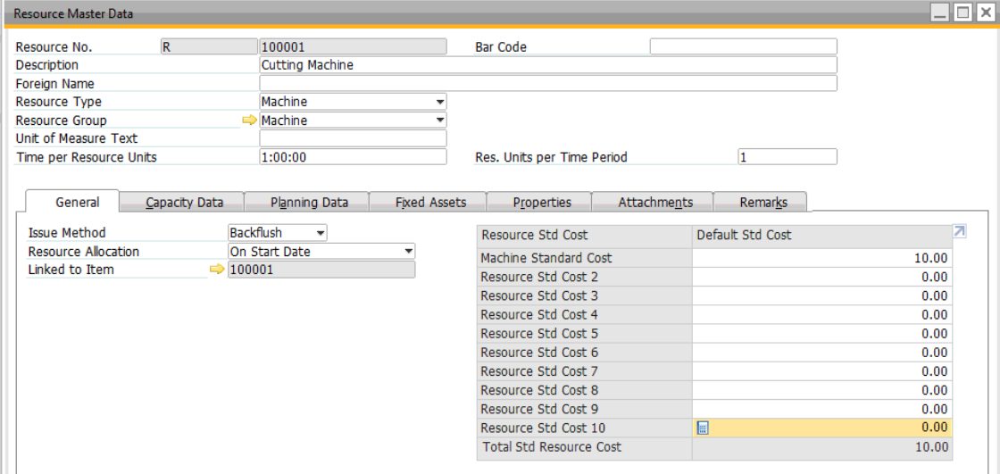 Resource Master Data
Resource No. R 100001 Bar Code
Description Cutting Machine
Foreign Name
Resource Type Machine
Resource Group Machine
Unit of Measure Text
Time per Resource Units 1:00:00 Res. Units per Time Period 1
General Capacity Data Planning Data Fixed Assets Properties Attachments Remarks
Issue Method Backflush Resource Std Cost Default Std Cost
Resource Allocation On Start Date Machine Standard Cost 10.00
Linked to Item 100001 Resource Std Cost 2 0.00
Resource Std Cost 3 0.00
Resource Std Cost 4 0.00
Resource Std Cost 5 0.00
Resource Std Cost 6 0.00
Resource Std Cost 7 0.00
Resource Std Cost 8 0.00
Resource Std Cost 9 0.00
Resource Std Cost 10 0.00
Total Std Resource Cost 10.00